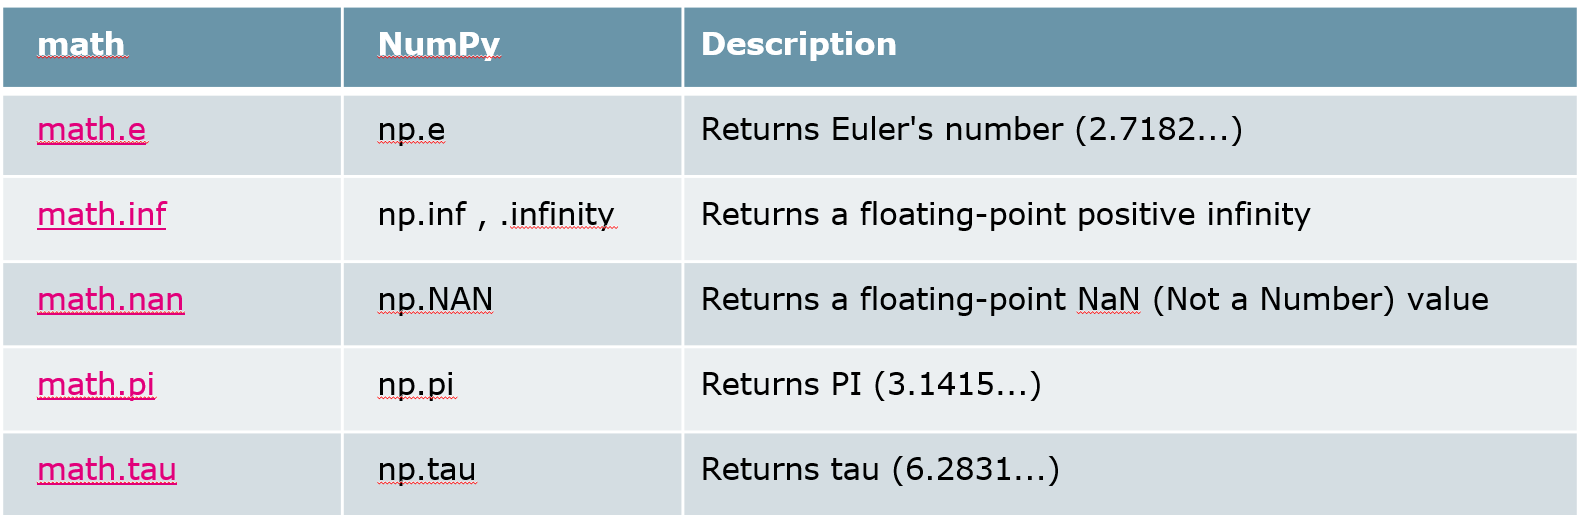 math NumPy Description
math.e np.e Returns Euler's number (2.7182...)
math.inf np.inf , .infinity Returns a floating-point positive infinity
math.nan np.NAN Returns a floating-point NaN (Not a Number) value
math.pi np.pi Returns PI (3.1415...)
math.tau np.tau Returns tau (6.2831...)